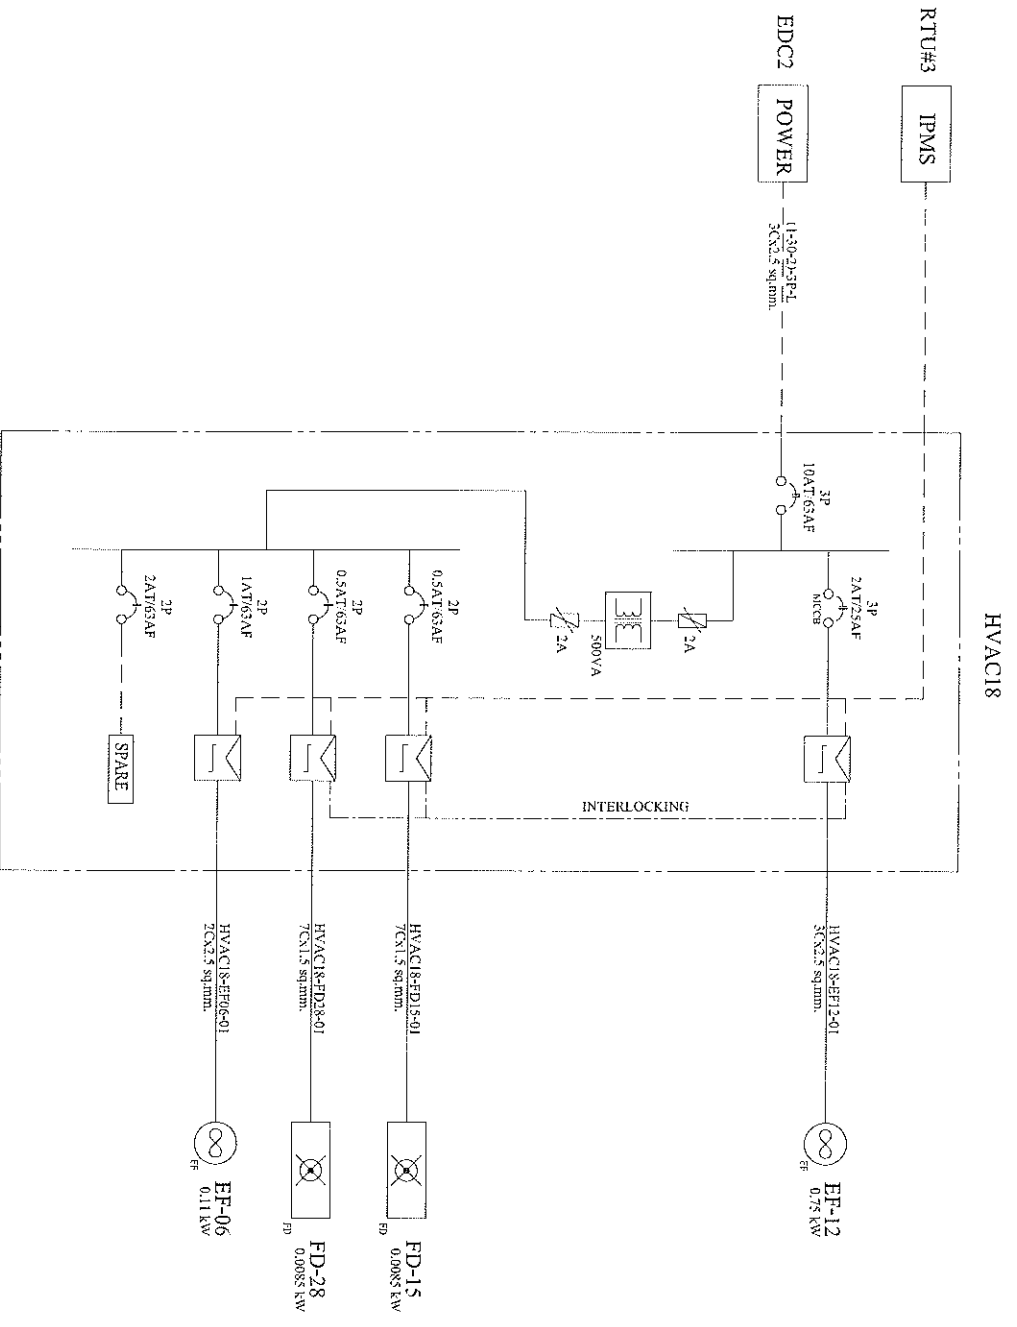 HVAC18
RTU#3
IPMS
EDC2
POWER
3Cx2.5 sq.mm.
3P
10AT/63AF
3P
2AT/25AF
MCCB
2A
500VA
2A
2P
0.5AT/63AF
2P
0.5AT/63AF
2P
1AT/63AF
2P
2AT/63AF
SPARE
INTERLOCKING
HVAC18-EF12-01
3Cx2.5 sq.mm.
EF
EF-12
0.75 kW
HVAC18-FD15-01
7Cx1.5 sq.mm.
FD
FD-15
0.0085 kW
HVAC18-FD28-01
7Cx1.5 sq.mm.
FD
FD-28
0.0085 kW
HVAC18-EF06-01
2Cx2.5 sq.mm.
EF
EF-06
0.11 kW